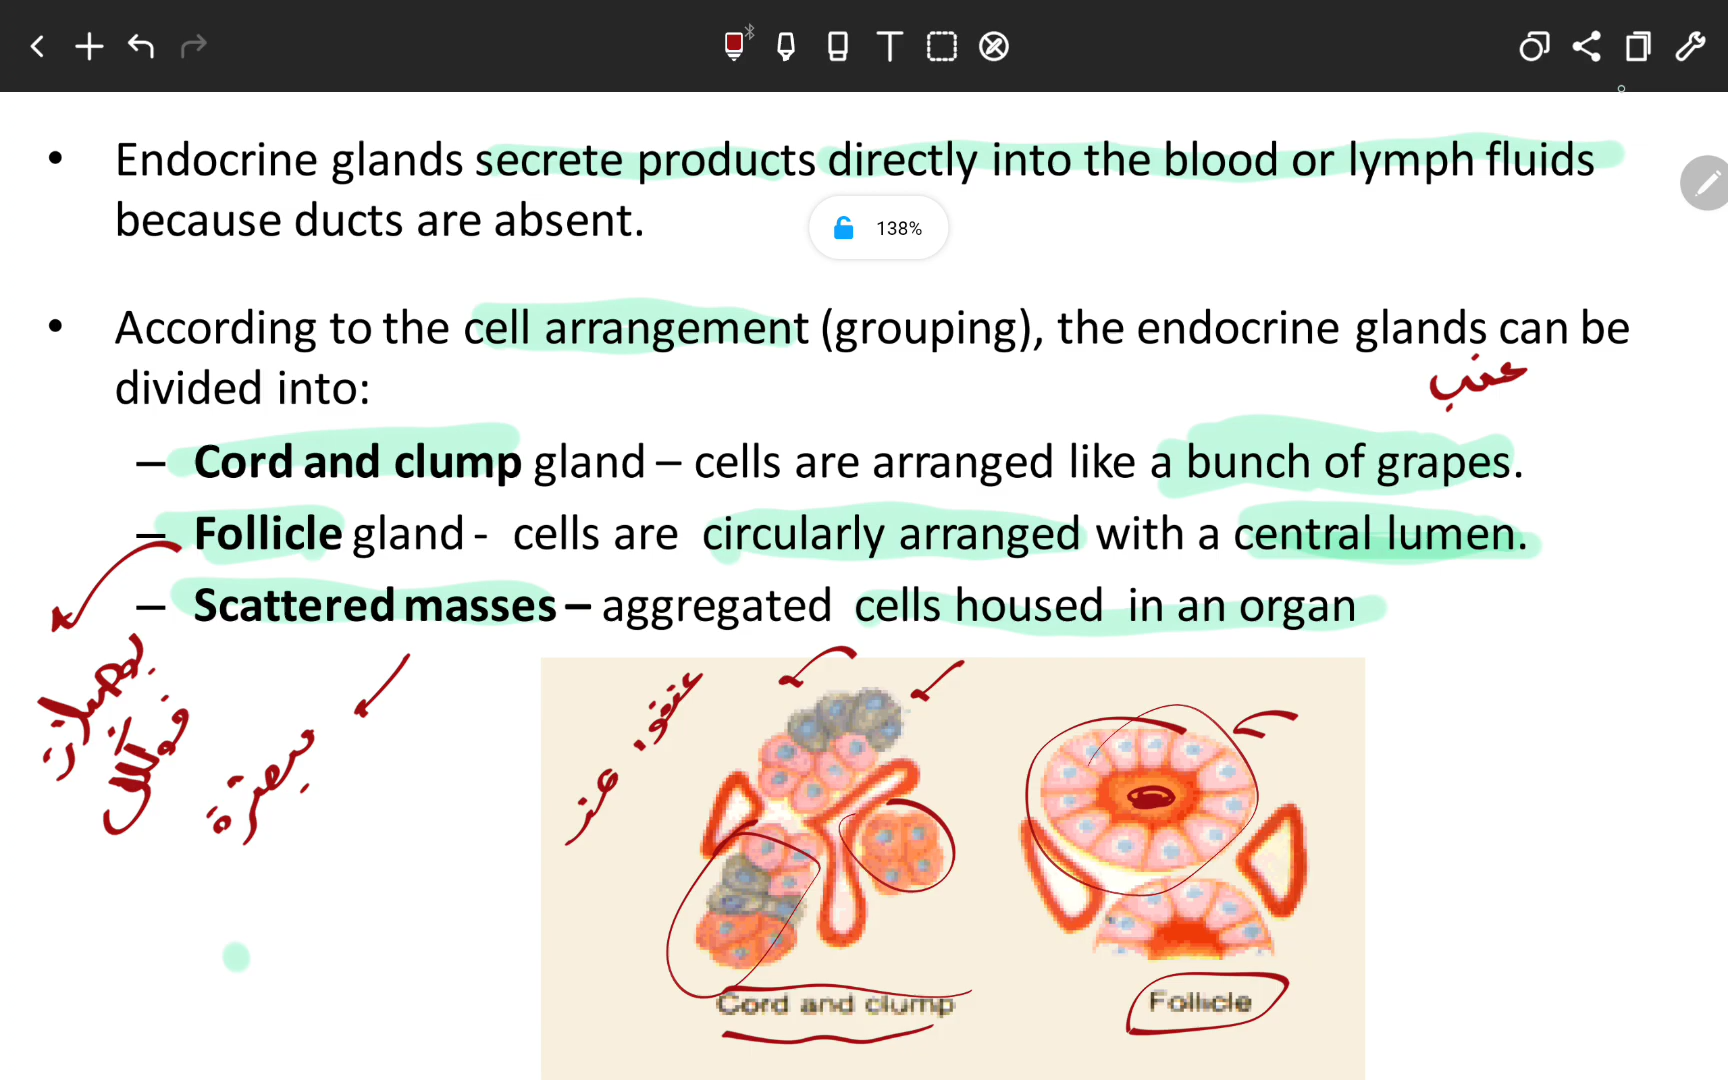 • Endocrine glands secrete products directly into the blood or lymph fluids
because ducts are absent.
138%
• According to the cell arrangement (grouping), the endocrine glands can be
divided into:
عنب
– Cord and clump gland – cells are arranged like a bunch of grapes.
– Follicle gland - cells are circularly arranged with a central lumen.
– Scattered masses – aggregated cells housed in an organ
مبعثرة
Cord and clump
Follicle